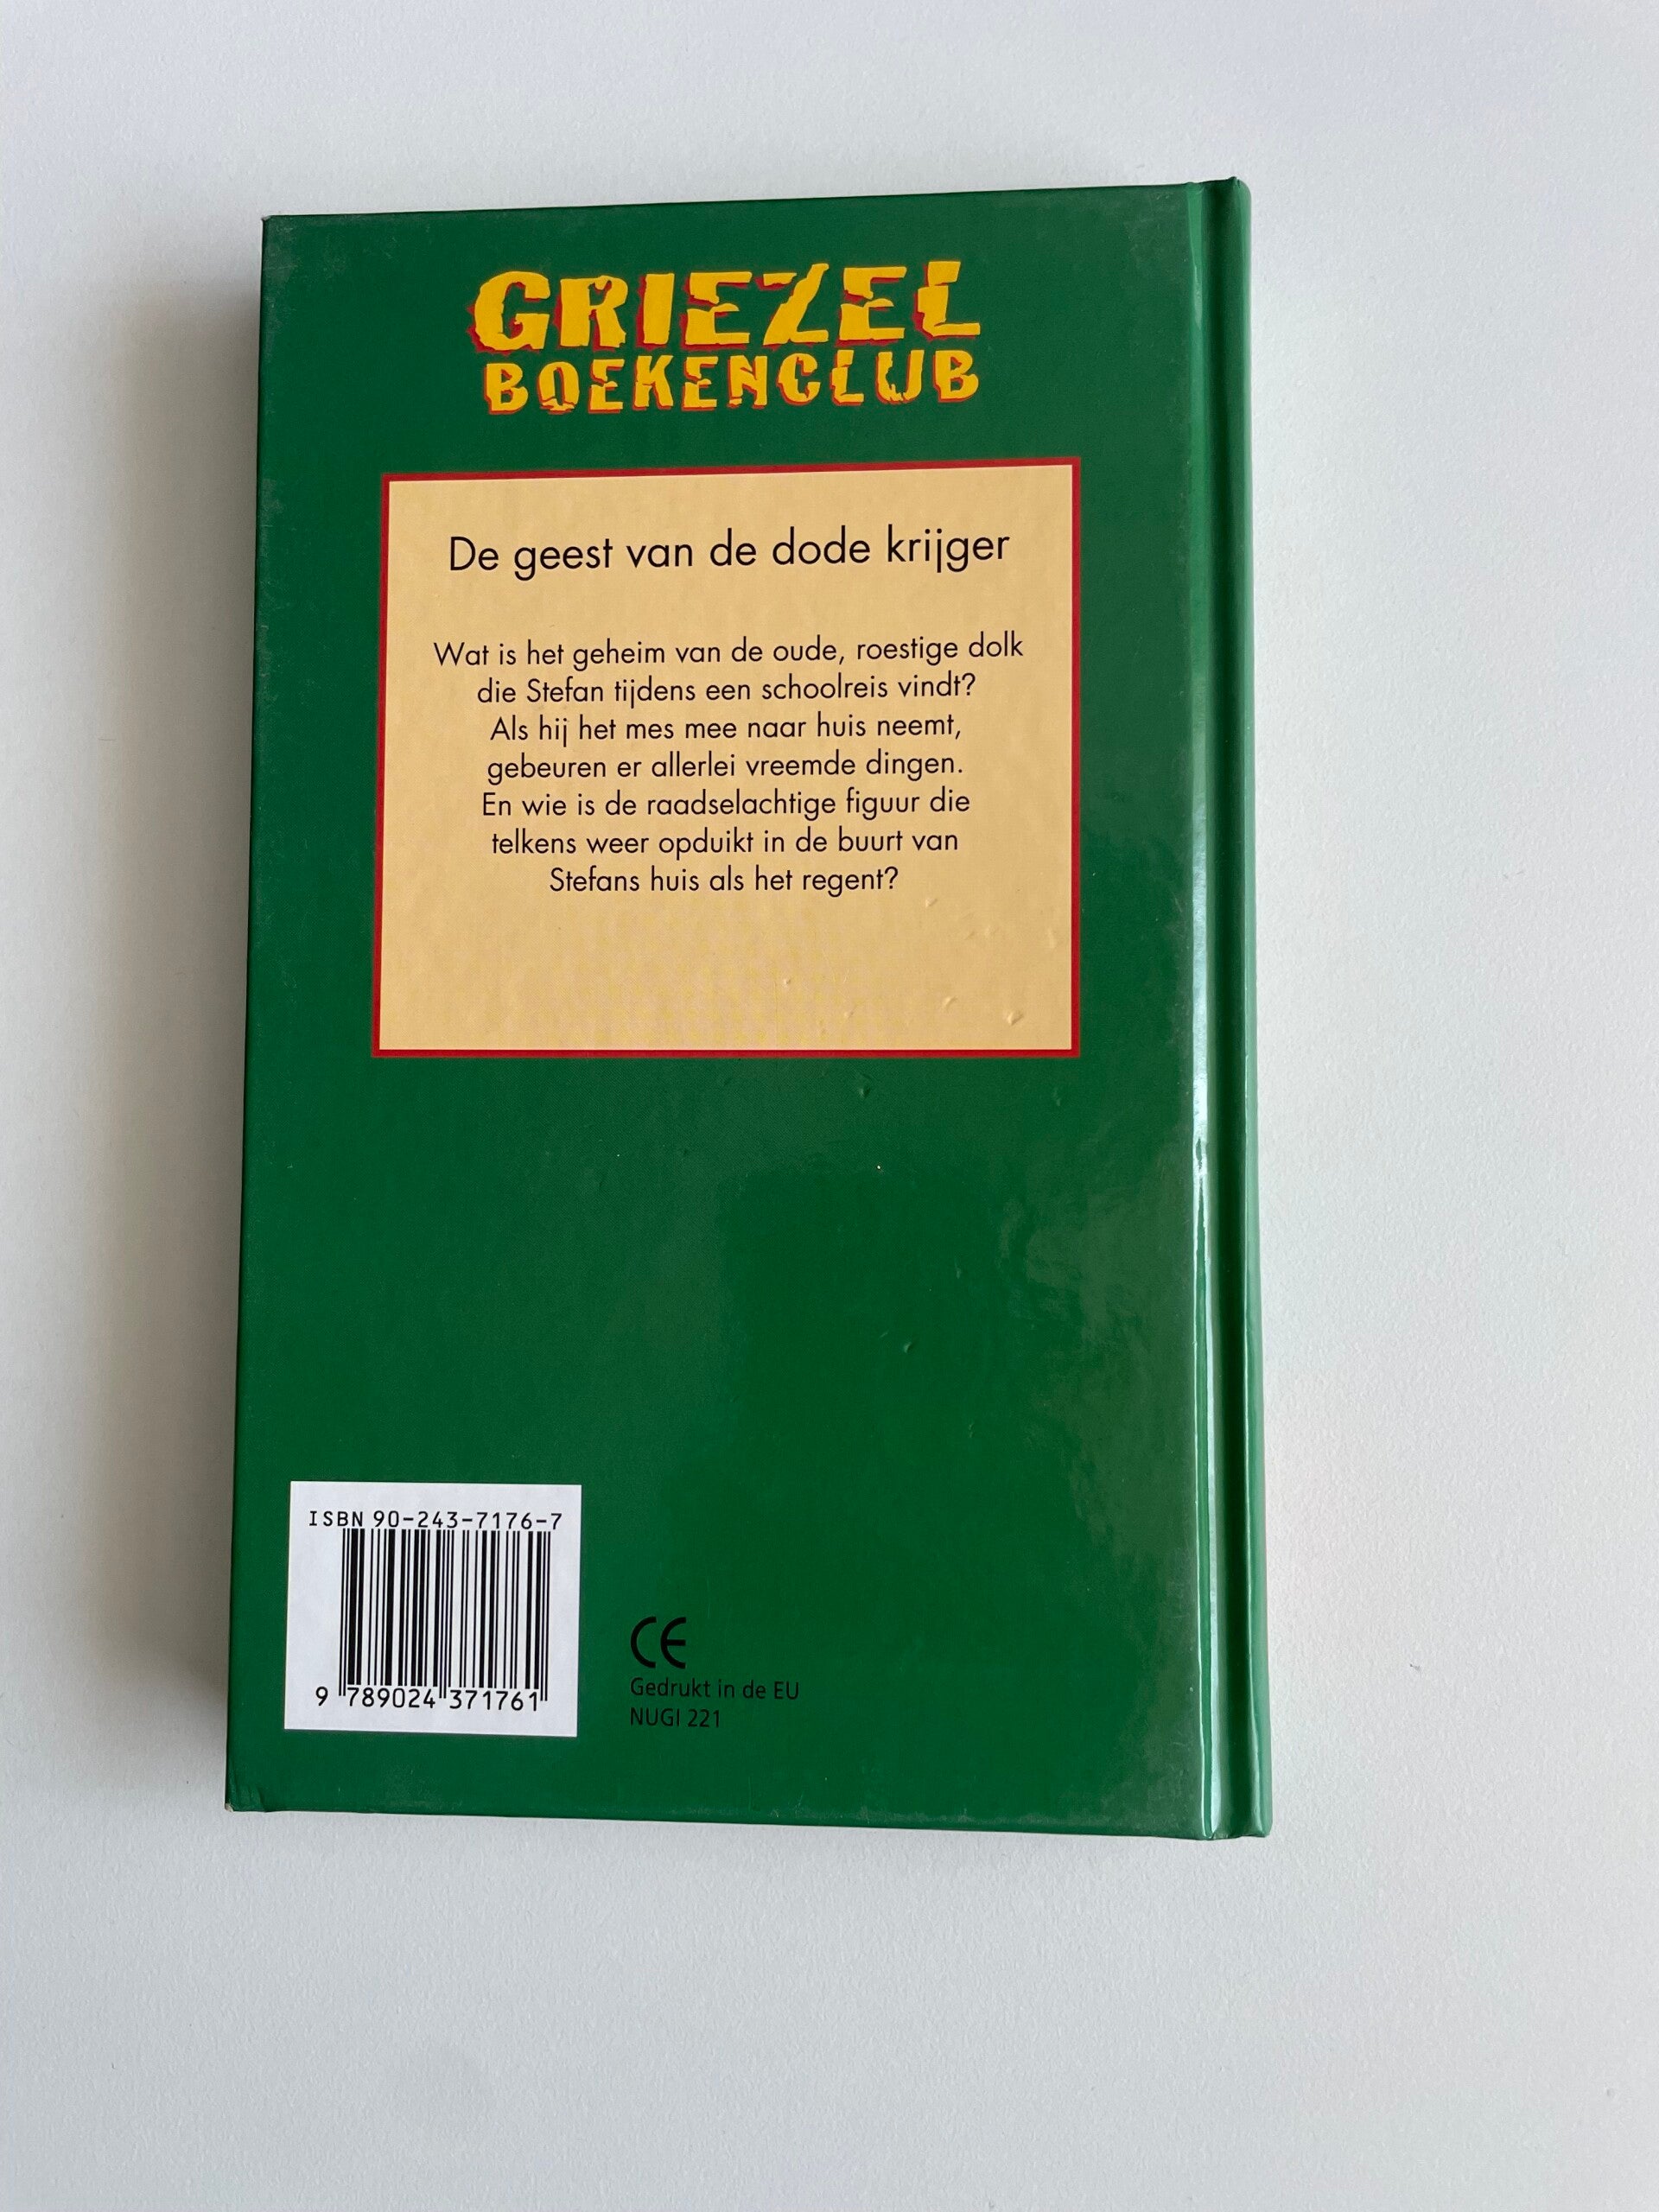 GRIEZEL
BOEKENCLUB
De geest van de dode krijger
Wat is het geheim van de oude, roestige dolk
die Stefan tijdens een schoolreis vindt?
Als hij het mes mee naar huis neemt,
gebeuren er allerlei vreemde dingen.
En wie is de raadselachtige figuur die
telkens weer opduikt in de buurt van
Stefans huis als het regent?
ISBN 90-243-7176-7
9 789024 371761
CE
Gedrukt in de EU
NUGI 221